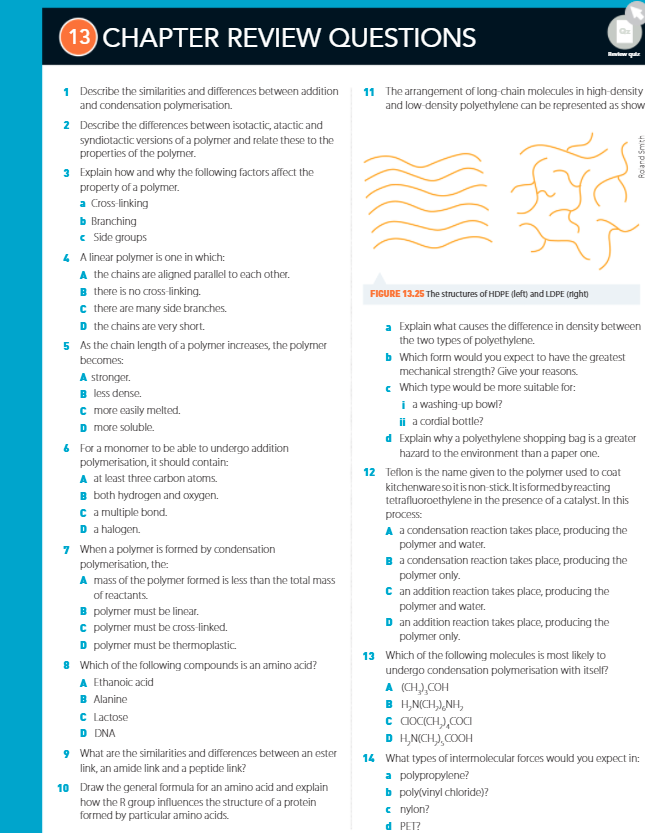 13 CHAPTER REVIEW QUESTIONS
Review quiz
1 Describe the similarities and differences between addition
and condensation polymerisation.
2 Describe the differences between isotactic, atactic and
syndiotactic versions of a polymer and relate these to the
properties of the polymer.
3 Explain how and why the following factors affect the
property of a polymer.
a Cross-linking
b Branching
c Side groups
4 A linear polymer is one in which:
A the chains are aligned parallel to each other.
B there is no cross-linking.
C there are many side branches.
D the chains are very short.
5 As the chain length of a polymer increases, the polymer
becomes:
A stronger.
B less dense.
C more easily melted.
D more soluble.
6 For a monomer to be able to undergo addition
polymerisation, it should contain:
A at least three carbon atoms.
B both hydrogen and oxygen.
C a multiple bond.
D a halogen.
7 When a polymer is formed by condensation
polymerisation, the:
A mass of the polymer formed is less than the total mass
of reactants.
B polymer must be linear.
C polymer must be cross-linked.
D polymer must be thermoplastic.
8 Which of the following compounds is an amino acid?
A Ethanoic acid
B Alanine
C Lactose
D DNA
9 What are the similarities and differences between an ester
link, an amide link and a peptide link?
10 Draw the general formula for an amino acid and explain
how the R group influences the structure of a protein
formed by particular amino acids.
11 The arrangement of long-chain molecules in high-density
and low-density polyethylene can be represented as show
Roland Smith
FIGURE 13.25 The structures of HDPE (left) and LDPE (right)
a Explain what causes the difference in density between
the two types of polyethylene.
b Which form would you expect to have the greatest
mechanical strength? Give your reasons.
c Which type would be more suitable for:
i a washing-up bowl?
ii a cordial bottle?
d Explain why a polyethylene shopping bag is a greater
hazard to the environment than a paper one.
12 Teflon is the name given to the polymer used to coat
kitchenware so it is non-stick. It is formed by reacting
tetrafluoroethylene in the presence of a catalyst. In this
process:
A a condensation reaction takes place, producing the
polymer and water.
B a condensation reaction takes place, producing the
polymer only.
C an addition reaction takes place, producing the
polymer and water.
D an addition reaction takes place, producing the
polymer only.
13 Which of the following molecules is most likely to
undergo condensation polymerisation with itself?
A (CH₃)₃COH
B H₂N(CH₂)₆NH₂
C ClOC(CH₂)₄COCl
D H₂N(CH₂)₅COOH
14 What types of intermolecular forces would you expect in:
a polypropylene?
b poly(vinyl chloride)?
c nylon?
d PET?